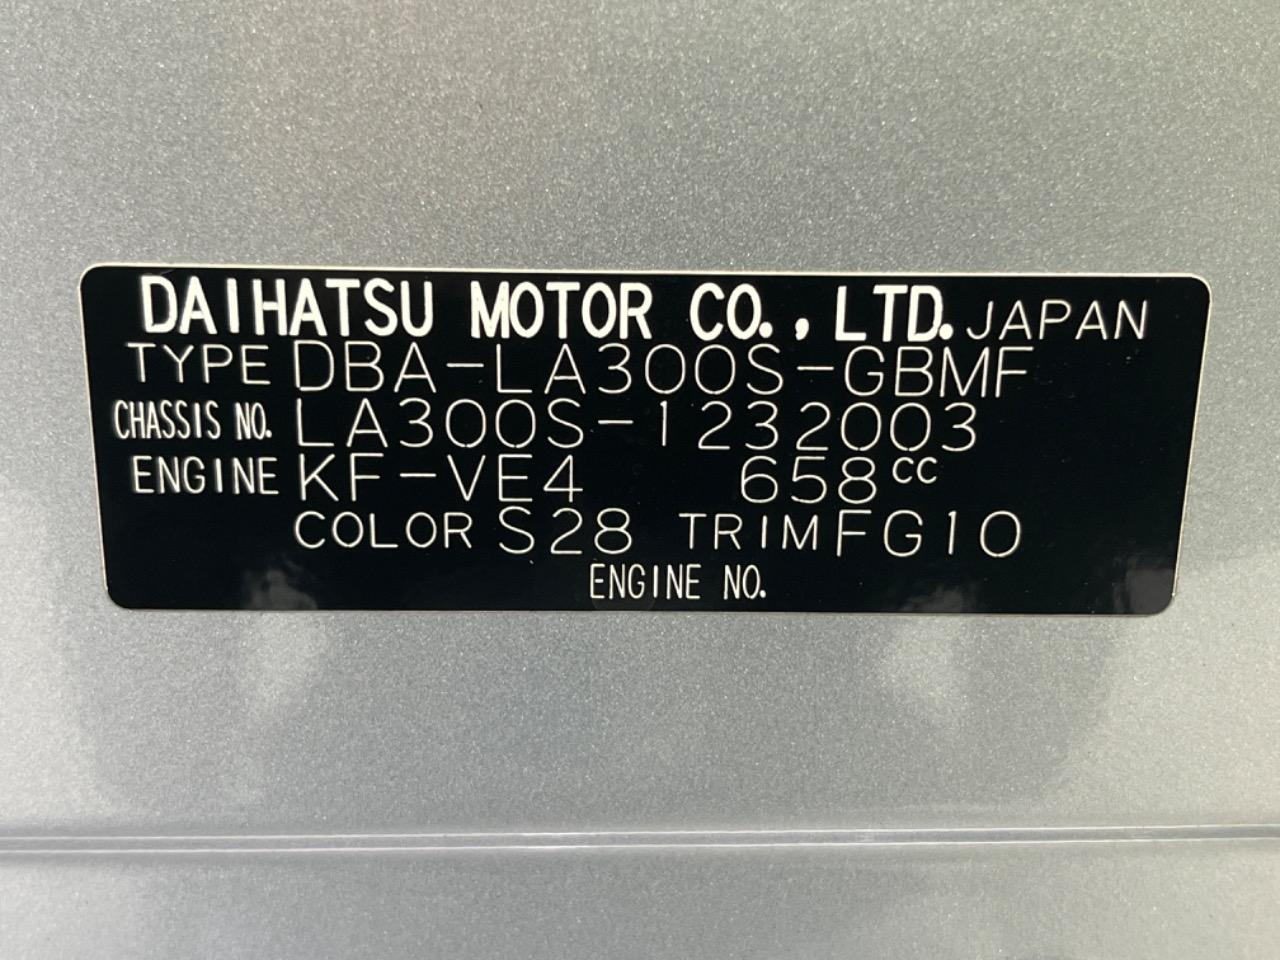 DAIHATSU MOTOR CO., LTD. JAPAN
TYPE DBA-LA300S-GBMF
CHASSIS NO. LA300S-1232003
ENGINE KF-VE4 658cc
COLOR S28 TRIM FG10
ENGINE NO.